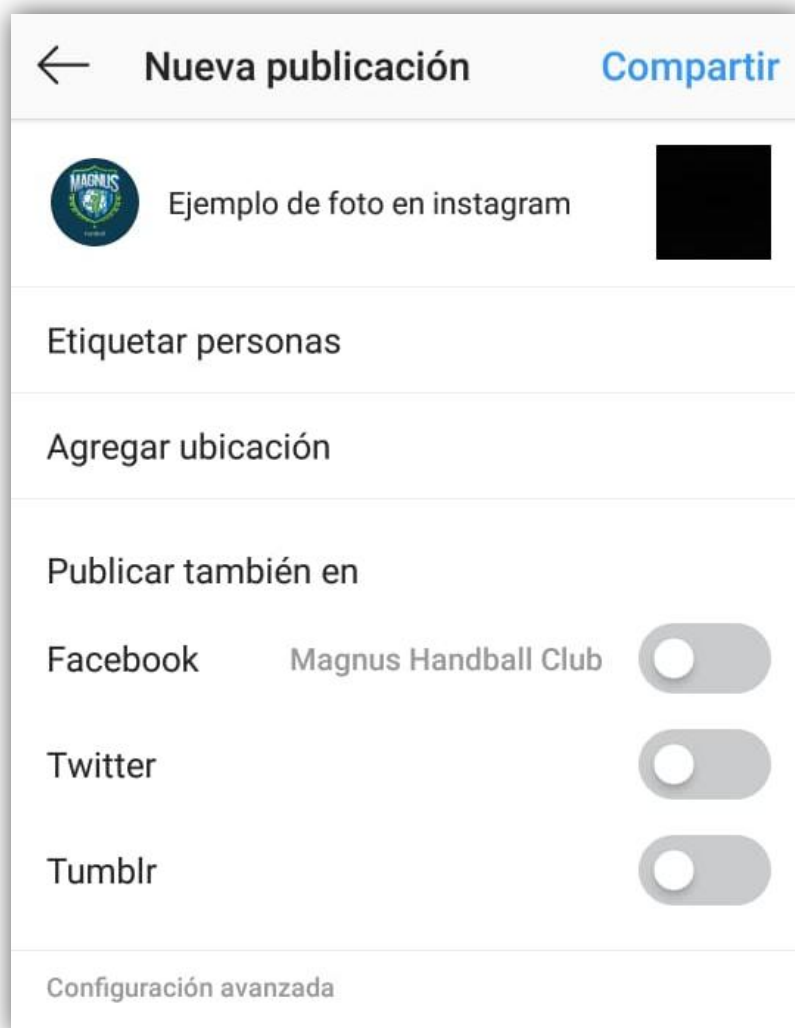 Nueva publicación Compartir
MAGNUS
Ejemplo de foto en instagram
Etiquetar personas
Agregar ubicación
Publicar también en
Facebook Magnus Handball Club
Twitter
Tumblr
Configuración avanzada